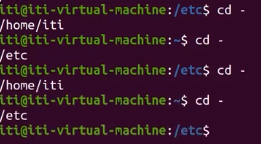 iti@iti-virtual-machine:/etc$ cd -
/home/iti
iti@iti-virtual-machine:~$ cd -
/etc
iti@iti-virtual-machine:/etc$ cd -
/home/iti
iti@iti-virtual-machine:~$ cd -
/etc
iti@iti-virtual-machine:/etc$